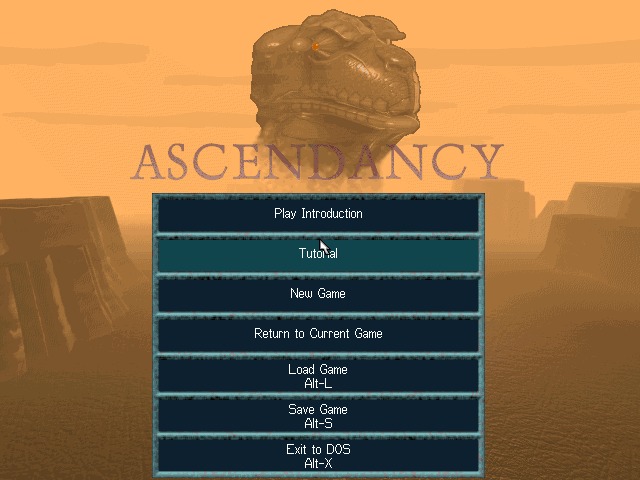 ASCENDANCY
Play Introduction
Tutorial
New Game
Return to Current Game
Load Game
Alt-L
Save Game
Alt-S
Exit to DOS
Alt-X